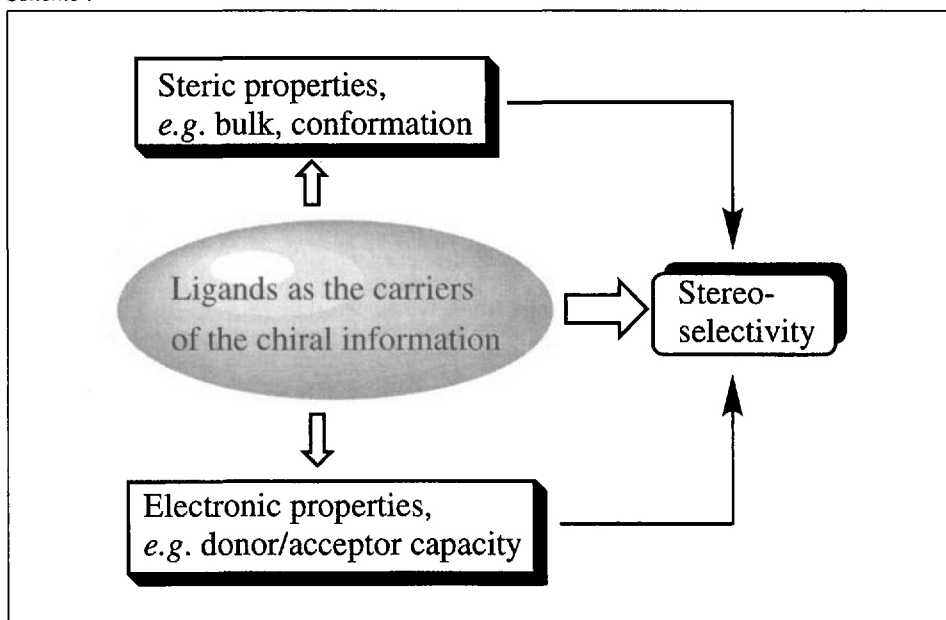 Steric properties,
e.g. bulk, conformation
Ligands as the carriers
of the chiral information
Stereo-
selectivity
Electronic properties,
e.g. donor/acceptor capacity